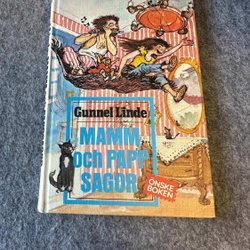 Gunnel Linde
MAMM
och PAPP
SAGOR
ÖNSKE
BOKEN